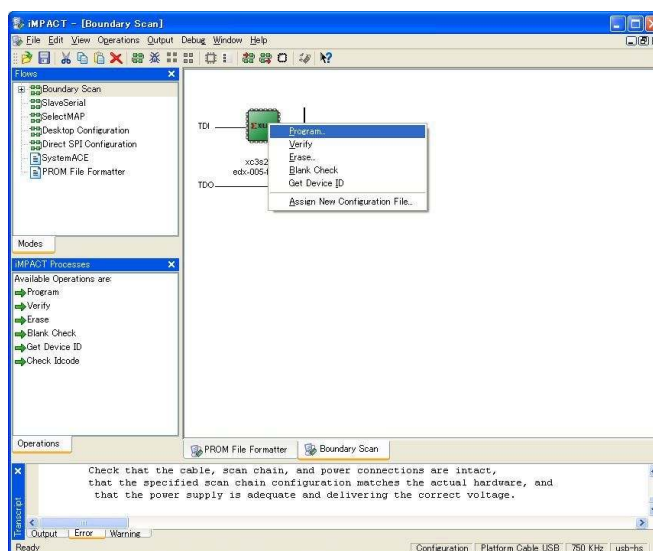 iMPACT - [Boundary Scan]
File Edit View Operations Output Debug Window Help
Flows
Boundary Scan
SlaveSerial
SelectMAP
Desktop Configuration
Direct SPI Configuration
SystemACE
PROM File Formatter
Modes
iMPACT Processes
Available Operations are:
Program
Verify
Erase
Blank Check
Get Device ID
Check Idcode
Operations
TDI
xc3s2
edx-005-
TDO
Program...
Verify
Erase...
Blank Check
Get Device ID
Assign New Configuration File...
PROM File Formatter
Boundary Scan
Check that the cable, scan chain, and power connections are intact,
that the specified scan chain configuration matches the actual hardware, and
that the power supply is adequate and delivering the correct voltage.
Transcript
Output Error Warning
Ready
Configuration Platform Cable USB 750 KHz usb-hs